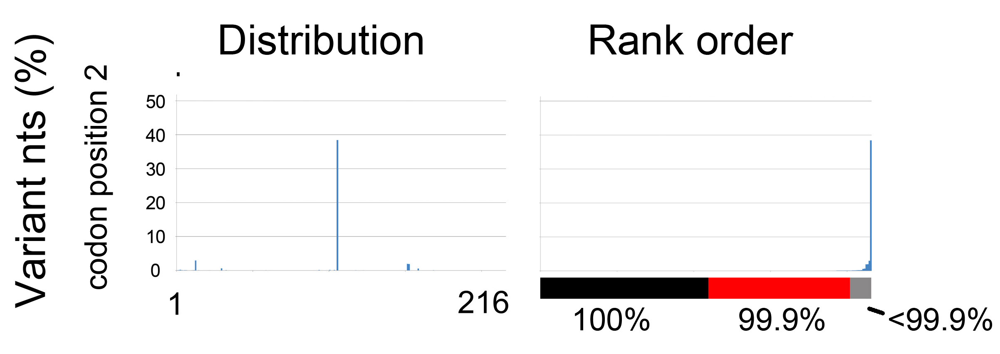 Distribution
Rank order
Variant nts (%)
codon position 2
50
40
30
20
10
0
1
216
100%
99.9%
<99.9%